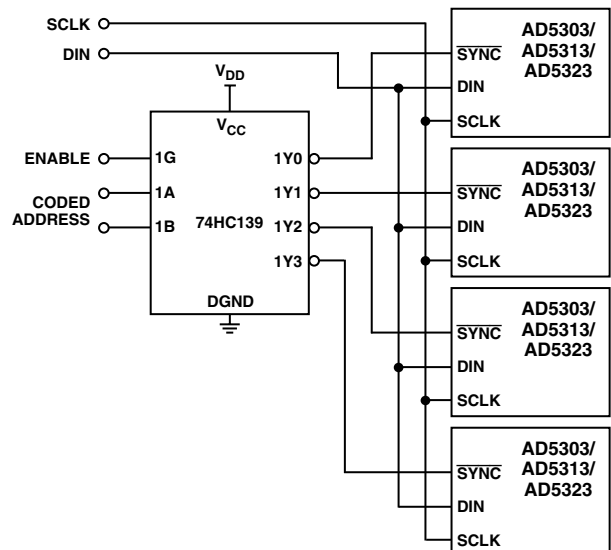 SCLK
DIN
VDD
VCC
ENABLE
CODED
ADDRESS
1G
1A
1B
74HC139
1Y0
1Y1
1Y2
1Y3
DGND
AD5303/
AD5313/
AD5323
SYNC
DIN
SCLK
AD5303/
AD5313/
AD5323
SYNC
DIN
SCLK
AD5303/
AD5313/
AD5323
SYNC
DIN
SCLK
AD5303/
AD5313/
AD5323
SYNC
DIN
SCLK